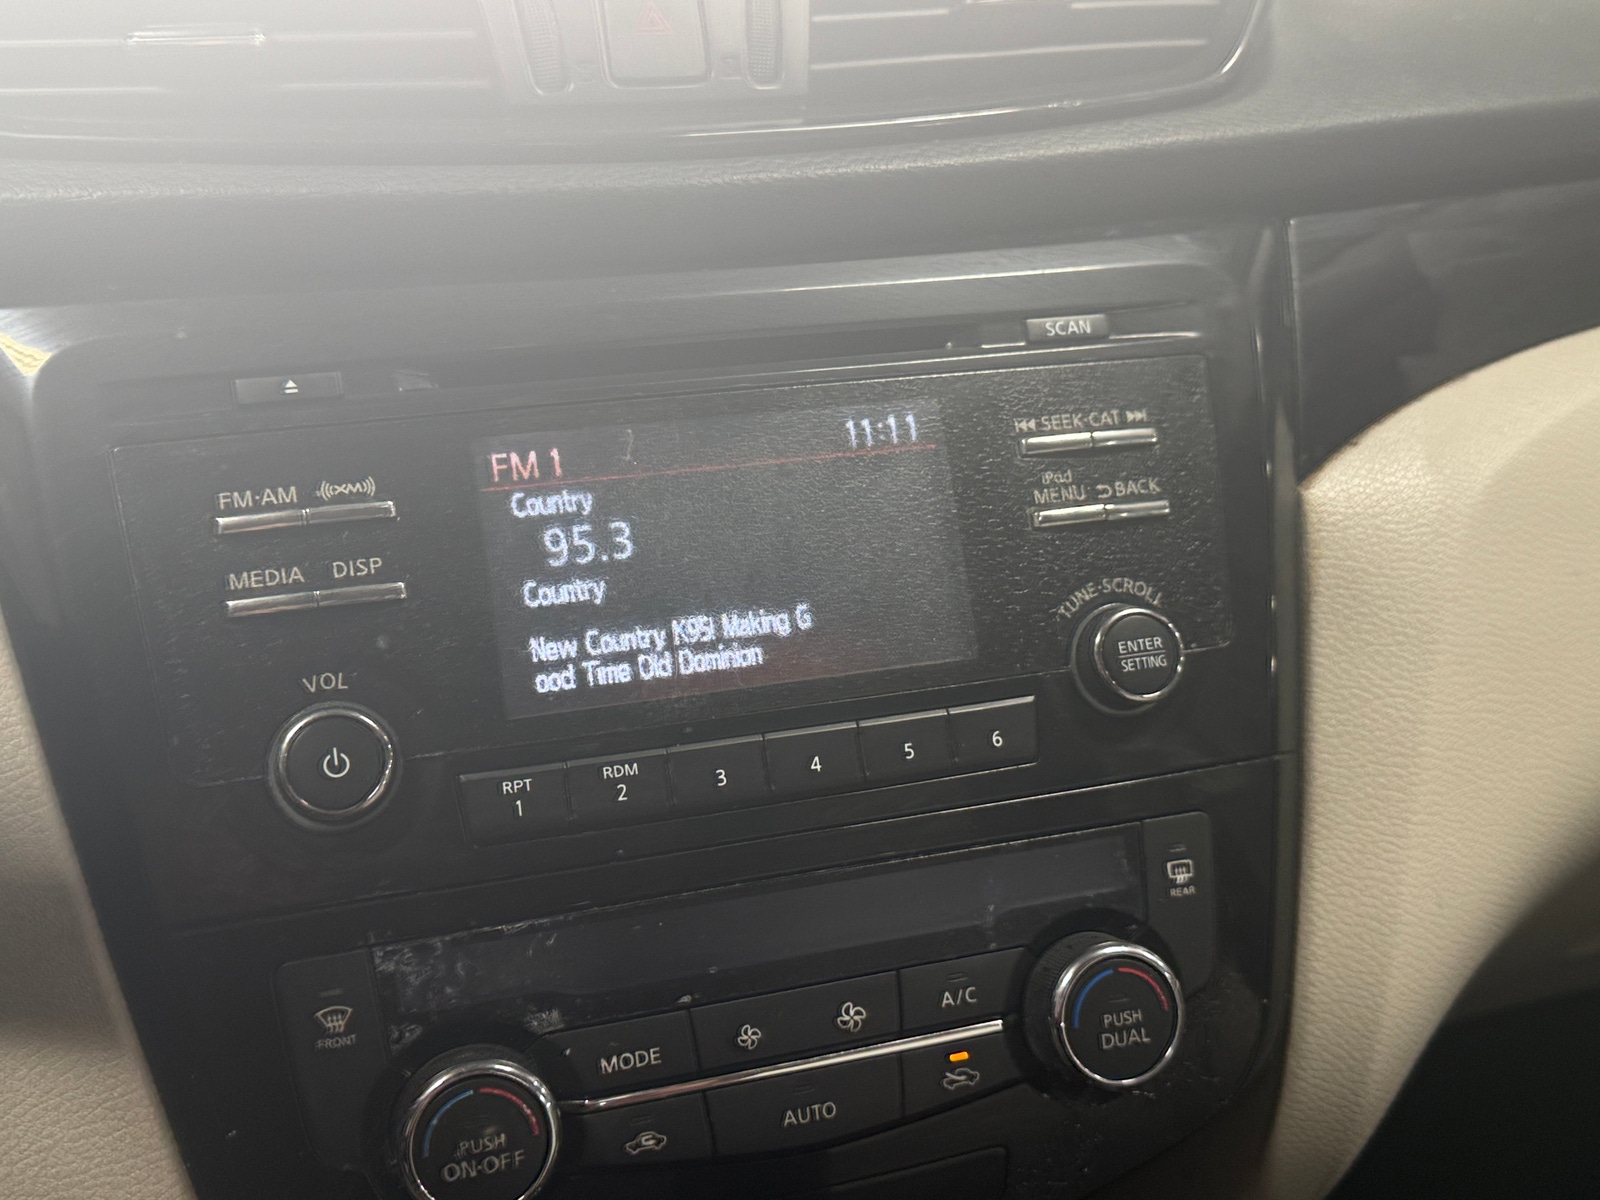 SCAN
FM 1
11:11
SEEK·CAT
FM·AM
((XM))
Country
iPod
MENU
BACK
95.3
MEDIA
DISP
Country
TUNE·SCROLL
New Country K95! Making G
ood Time Old Dominion
ENTER
SETTING
VOL
RPT
1
RDM
2
3
4
5
6
REAR
FRONT
MODE
A/C
PUSH
DUAL
AUTO
PUSH
ON·OFF